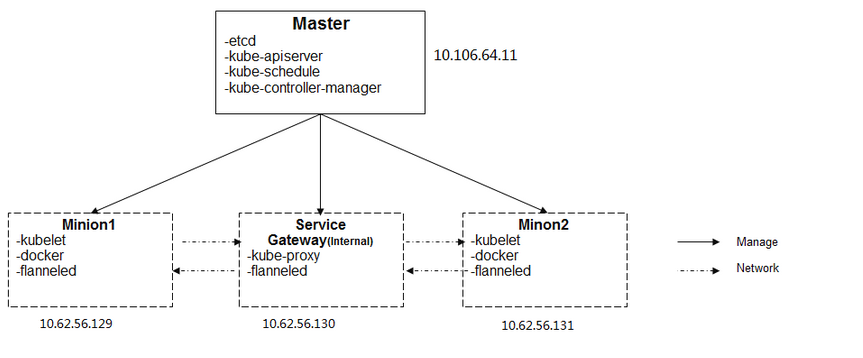 Master
-etcd
-kube-apiserver
-kube-schedule
-kube-controller-manager
10.106.64.11
Minion1
-kubelet
-docker
-flanneled
10.62.56.129
Service
Gateway(Internal)
-kube-proxy
-flanneled
10.62.56.130
Minon2
-kubelet
-docker
-flanneled
10.62.56.131
Manage
Network